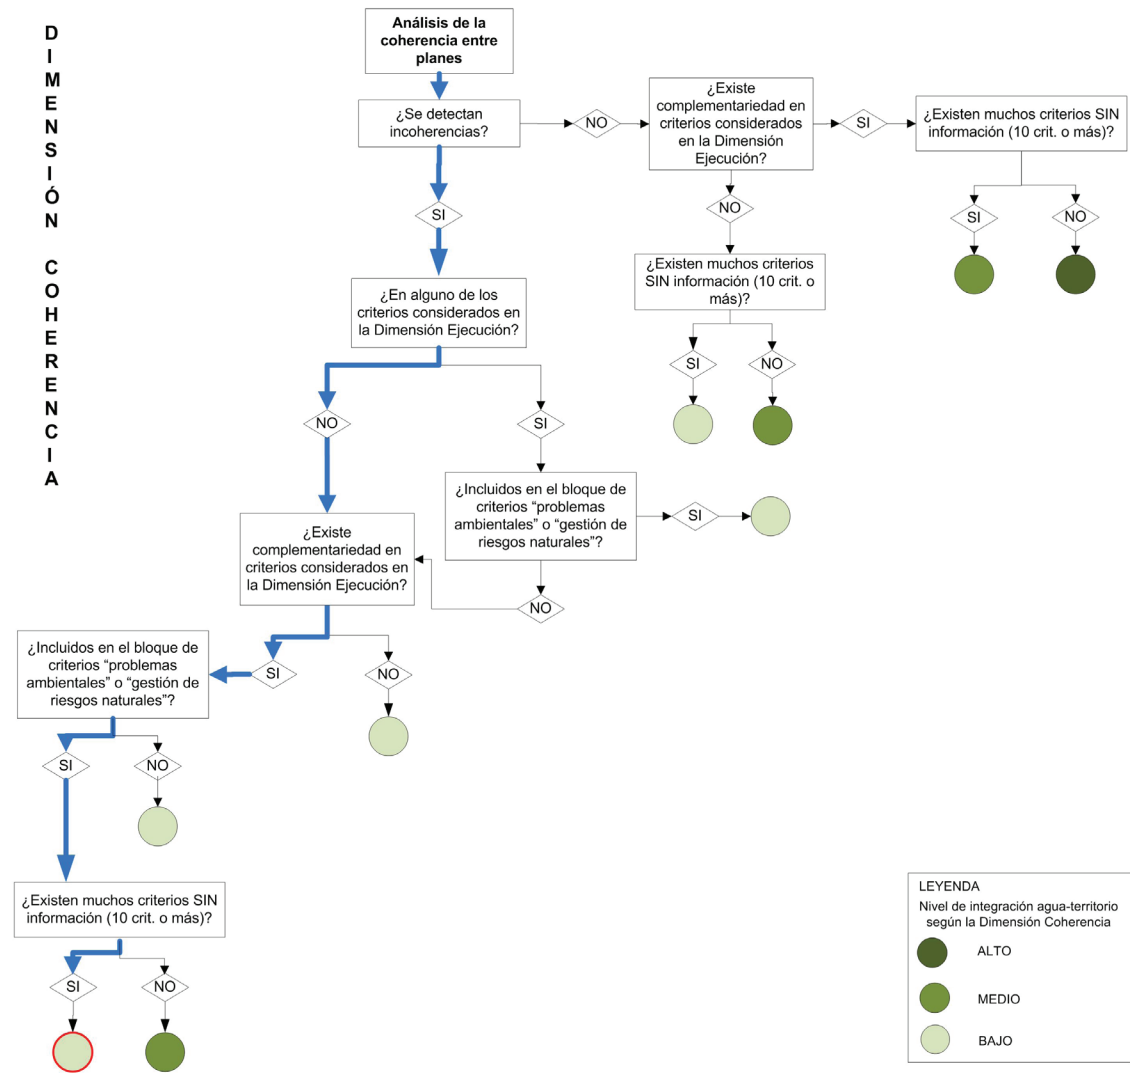 DIMENSIÓN COHERENCIA
Análisis de la
coherencia entre
planes
¿Se detectan
incoherencias?
NO
¿Existe
complementariedad en
criterios considerados
en la Dimensión
Ejecución?
SI
¿Existen muchos criterios SIN
información (10 crit. o más)?
SI
NO
NO
¿Existen muchos criterios
SIN información (10 crit. o
más)?
SI
NO
SI
¿En alguno de los
criterios considerados en
la Dimensión Ejecución?
NO
SI
¿Incluidos en el bloque de
criterios “problemas
ambientales” o “gestión de
riesgos naturales”?
SI
NO
¿Existe
complementariedad en
criterios considerados en
la Dimensión Ejecución?
SI
NO
¿Incluidos en el bloque de
criterios “problemas
ambientales” o “gestión de
riesgos naturales”?
SI
NO
¿Existen muchos criterios SIN
información (10 crit. o más)?
SI
NO
LEYENDA
Nivel de integración agua-territorio
según la Dimensión Coherencia
ALTO
MEDIO
BAJO